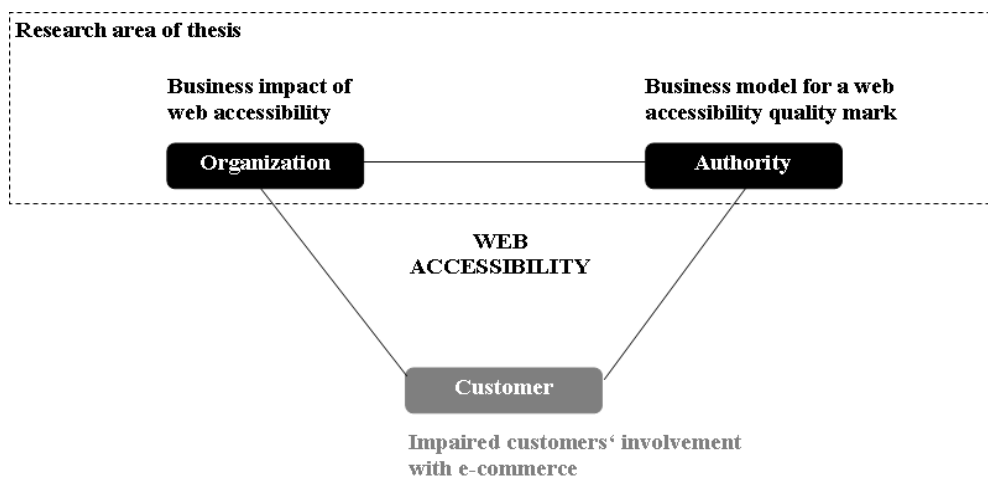 Research area of thesis
Business impact of
web accessibility
Business model for a web
accessibility quality mark
Organization
Authority
WEB
ACCESSIBILITY
Customer
Impaired customers‘ involvement
with e-commerce